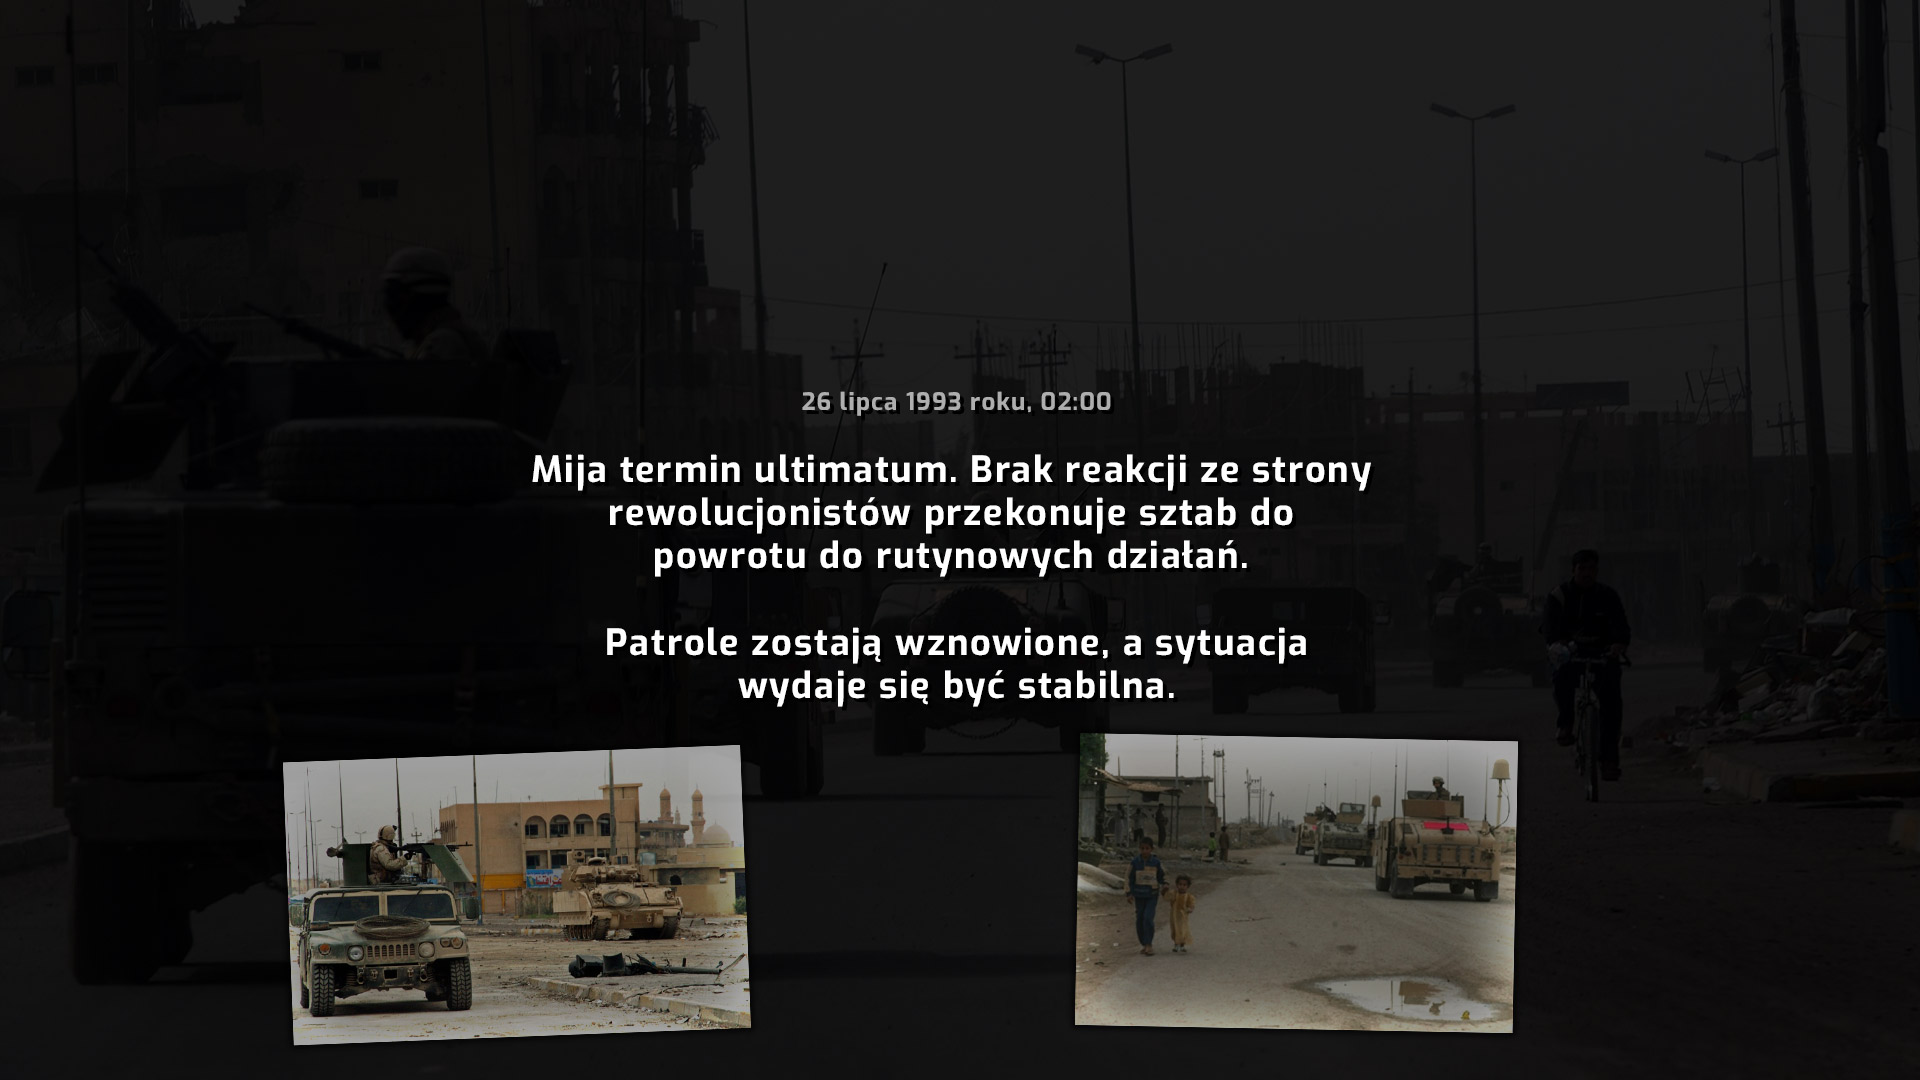 26 lipca 1993 roku, 02:00
Mija termin ultimatum. Brak reakcji ze strony
rewolucjonistów przekonuje sztab do
powrotu do rutynowych działań.
Patrole zostają wznowione, a sytuacja
wydaje się być stabilna.